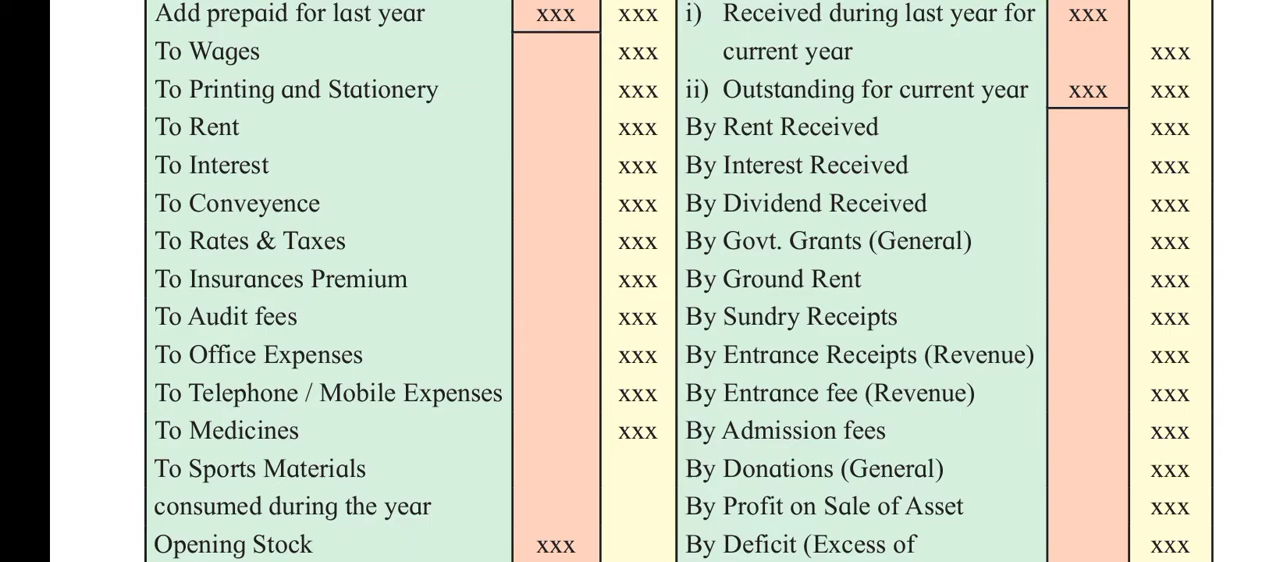 Add prepaid for last year xxx xxx i) Received during last year for xxx
To Wages xxx current year xxx
To Printing and Stationery xxx ii) Outstanding for current year xxx xxx
To Rent xxx By Rent Received xxx
To Interest xxx By Interest Received xxx
To Conveyence xxx By Dividend Received xxx
To Rates & Taxes xxx By Govt. Grants (General) xxx
To Insurances Premium xxx By Ground Rent xxx
To Audit fees xxx By Sundry Receipts xxx
To Office Expenses xxx By Entrance Receipts (Revenue) xxx
To Telephone / Mobile Expenses xxx By Entrance fee (Revenue) xxx
To Medicines xxx By Admission fees xxx
To Sports Materials By Donations (General) xxx
consumed during the year By Profit on Sale of Asset xxx
Opening Stock xxx By Deficit (Excess of xxx